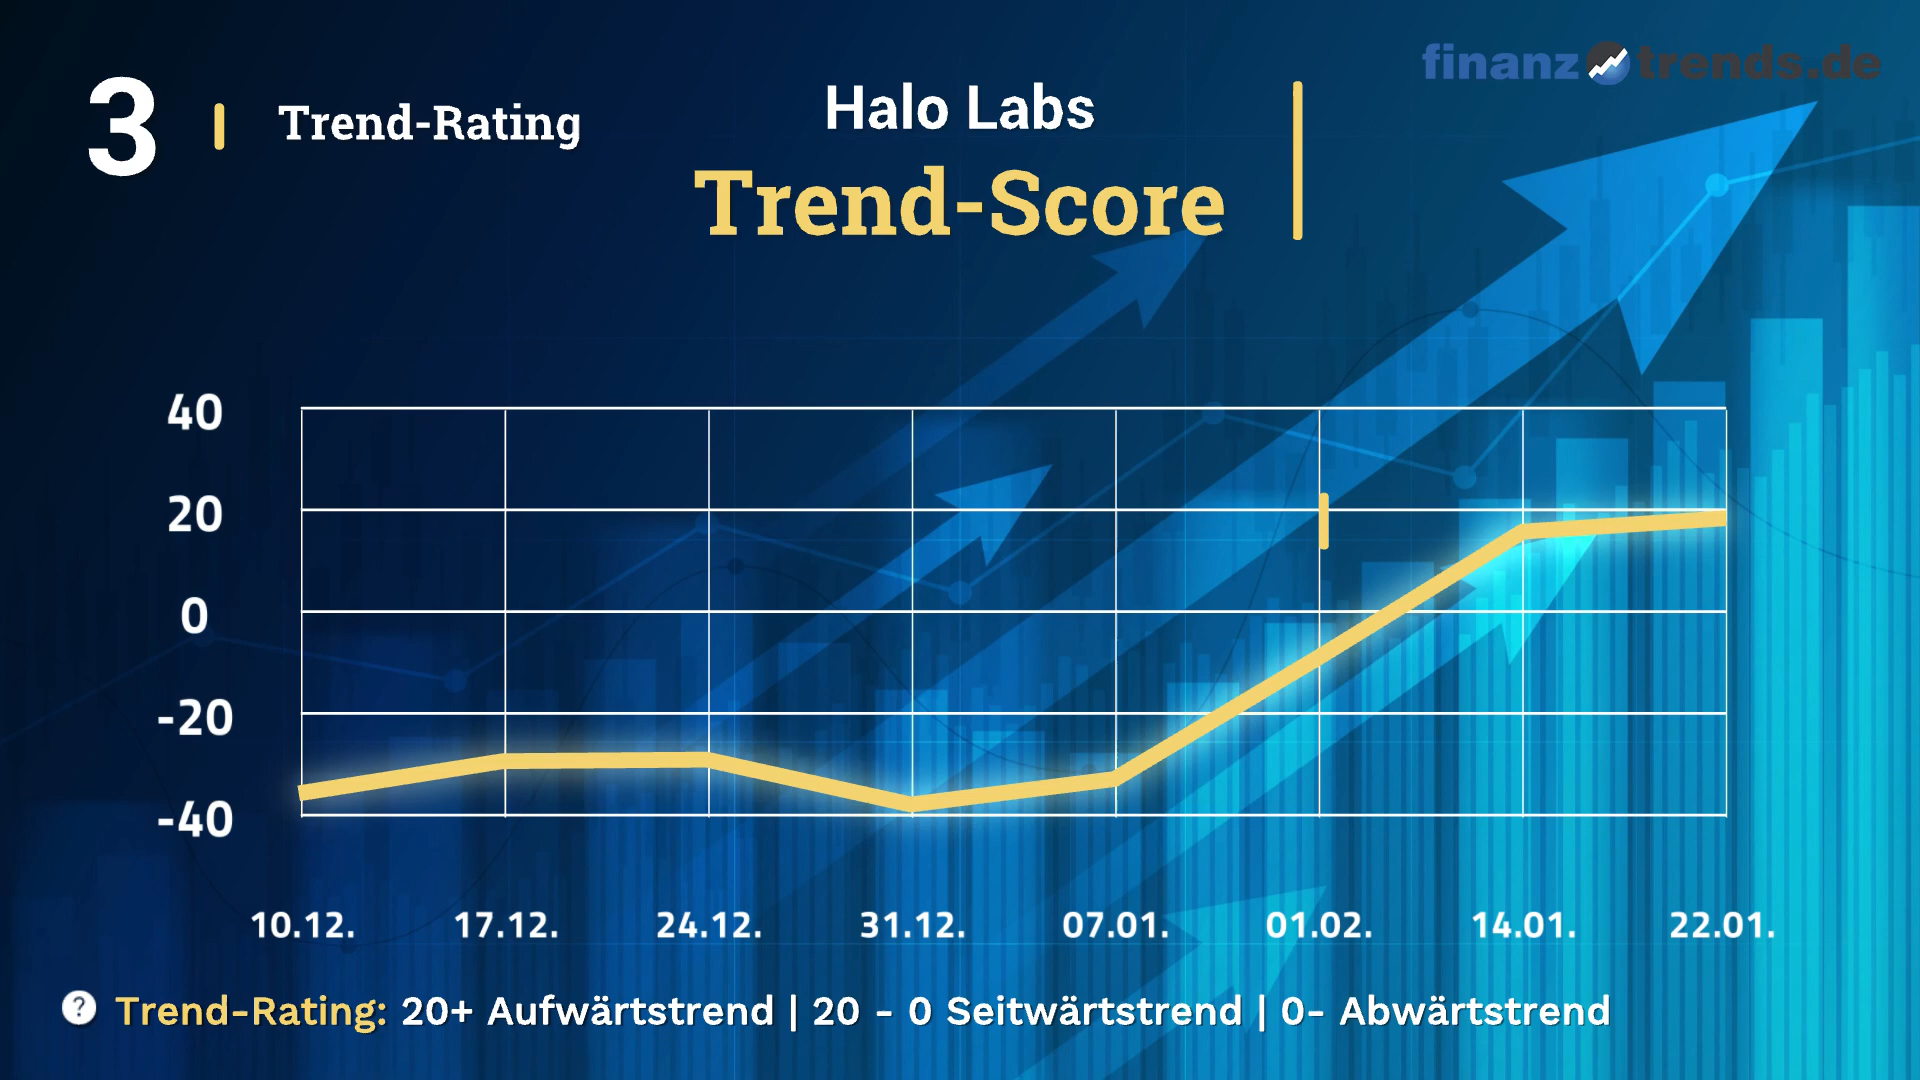 finanztrends.de
3
Trend-Rating
Halo Labs
Trend-Score
40
20
0
-20
-40
10.12. 17.12. 24.12. 31.12. 07.01. 01.02. 14.01. 22.01.
? Trend-Rating: 20+ Aufwärtstrend | 20 - 0 Seitwärtstrend | 0- Abwärtstrend